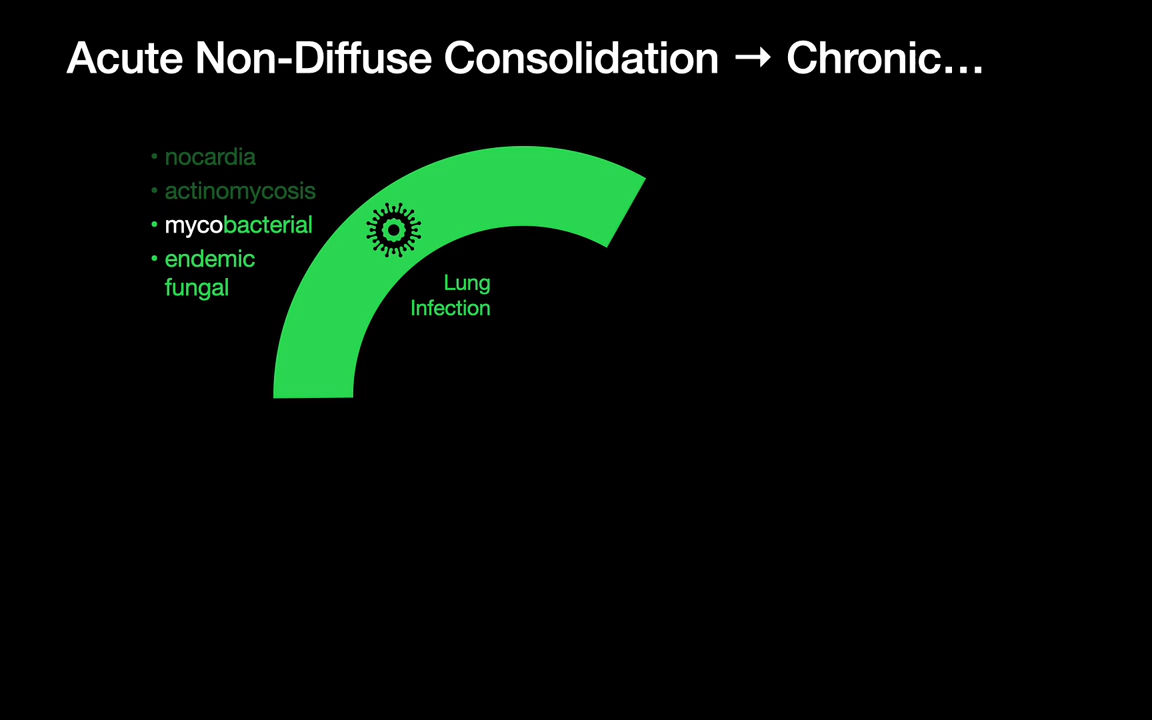 Acute Non-Diffuse Consolidation → Chronic…
• nocardia
• actinomycosis
• mycobacterial
• endemic
fungal
Lung
Infection